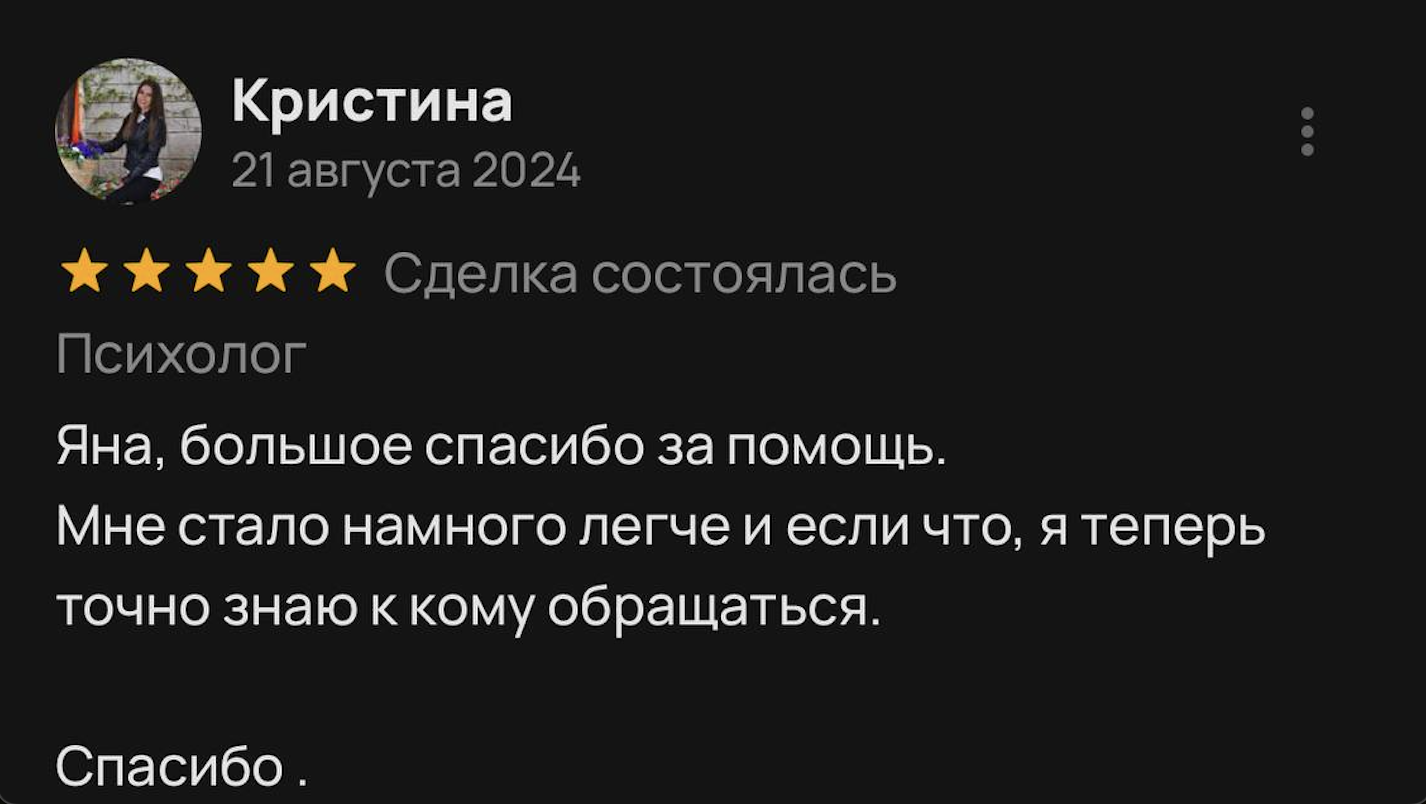 Кристина
21 августа 2024
Сделка состоялась
Психолог
Яна, большое спасибо за помощь.
Мне стало намного легче и если что, я теперь
точно знаю к кому обращаться.
Спасибо .